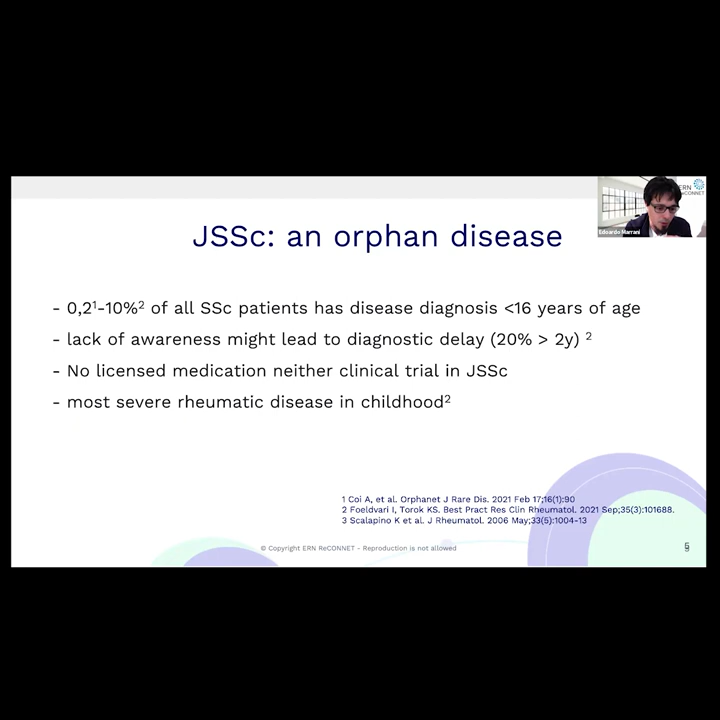 ERN
ReCONNET
Edoardo Marrani
JSSc: an orphan disease
- 0,2¹-10%² of all SSc patients has disease diagnosis <16 years of age
- lack of awareness might lead to diagnostic delay (20% > 2y) ²
- No licensed medication neither clinical trial in JSSc
- most severe rheumatic disease in childhood²
1 Coi A, et al. Orphanet J Rare Dis. 2021 Feb 17;16(1):90
2 Foeldvari I, Torok KS. Best Pract Res Clin Rheumatol. 2021 Sep;35(3):101688.
3 Scalapino K et al. J Rheumatol. 2006 May;33(5):1004-13
© Copyright ERN ReCONNET - Reproduction is not allowed